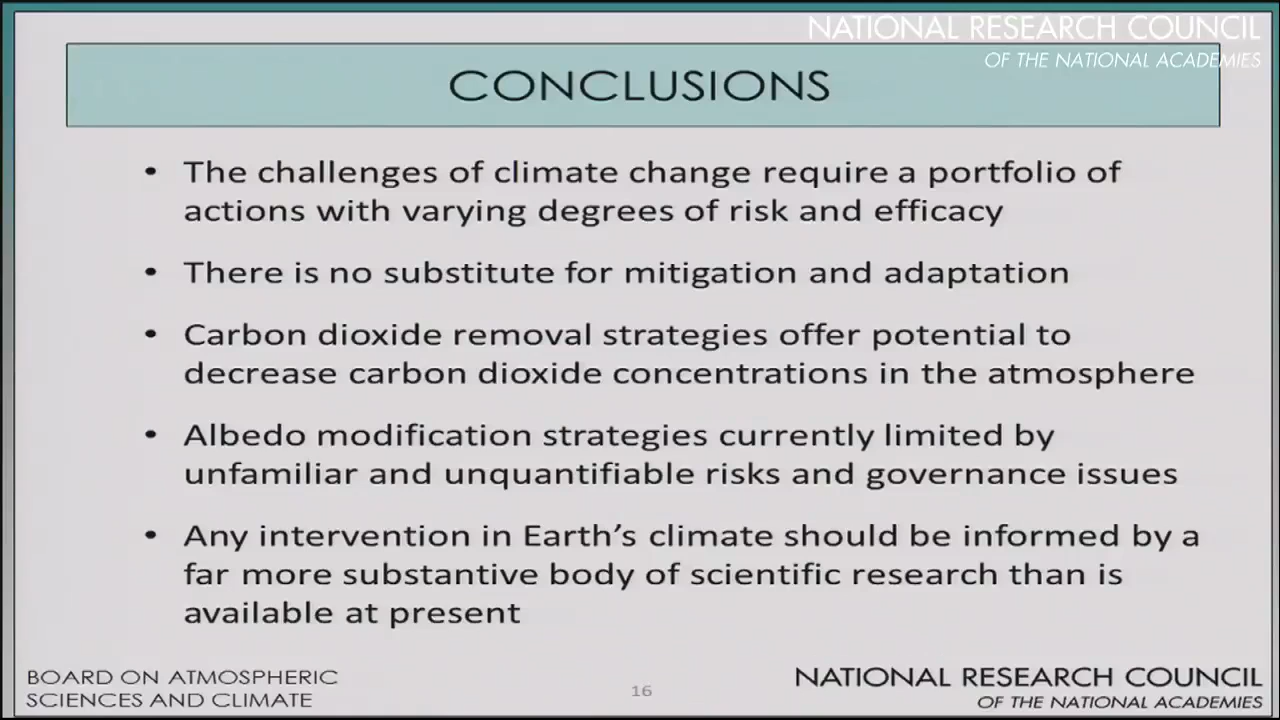 NATIONAL RESEARCH COUNCIL
OF THE NATIONAL ACADEMIES
CONCLUSIONS
• The challenges of climate change require a portfolio of
actions with varying degrees of risk and efficacy
• There is no substitute for mitigation and adaptation
• Carbon dioxide removal strategies offer potential to
decrease carbon dioxide concentrations in the atmosphere
• Albedo modification strategies currently limited by
unfamiliar and unquantifiable risks and governance issues
• Any intervention in Earth's climate should be informed by a
far more substantive body of scientific research than is
available at present
BOARD ON ATMOSPHERIC
SCIENCES AND CLIMATE
16
NATIONAL RESEARCH COUNCIL
OF THE NATIONAL ACADEMIES